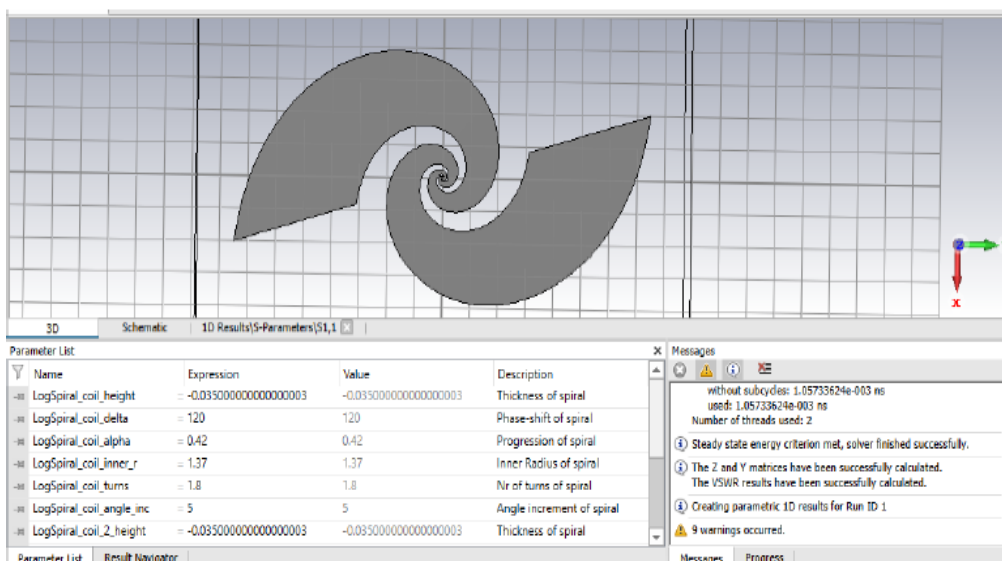 Z
x
3D Schematic 1D Results\S-Parameters\S1,1
Parameter List
Name Expression Value Description
LogSpiral_coil_height = -0.035000000000000003 -0.035000000000000003 Thickness of spiral
LogSpiral_coil_delta = 120 120 Phase-shift of spiral
LogSpiral_coil_alpha = 0.42 0.42 Progression of spiral
LogSpiral_coil_inner_r = 1.37 1.37 Inner Radius of spiral
LogSpiral_coil_turns = 1.8 1.8 Nr of turns of spiral
LogSpiral_coil_angle_inc = 5 5 Angle increment of spiral
LogSpiral_coil_2_height = -0.035000000000000003 -0.035000000000000003 Thickness of spiral
Parameter List Result Navigator
Messages
without subcycles: 1.05733624e-003 ns
used: 1.05733624e-003 ns
Number of threads used: 2
Steady state energy criterion met, solver finished successfully.
The Z and Y matrices have been successfully calculated.
The VSWR results have been successfully calculated.
Creating parametric 1D results for Run ID 1
9 warnings occurred.
Messages Progress